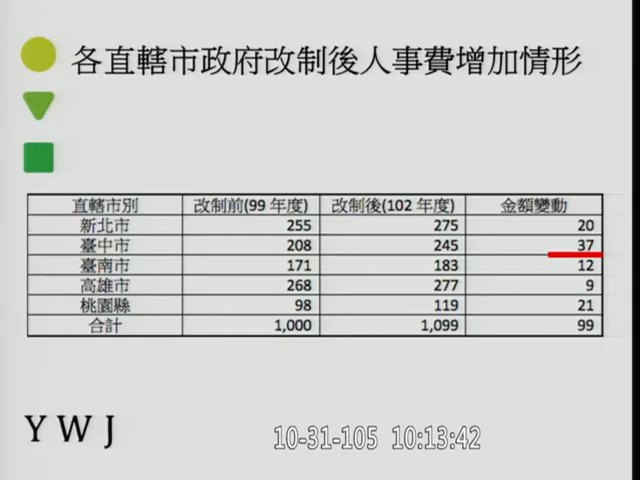 各直轄市政府改制後人事費增加情形
直轄市別 改制前(99 年度) 改制後(102 年度) 金額變動
新北市 255 275 20
臺中市 208 245 37
臺南市 171 183 12
高雄市 268 277 9
桃園縣 98 119 21
合計 1,000 1,099 99
Y W J
10-31-105 10:13:42